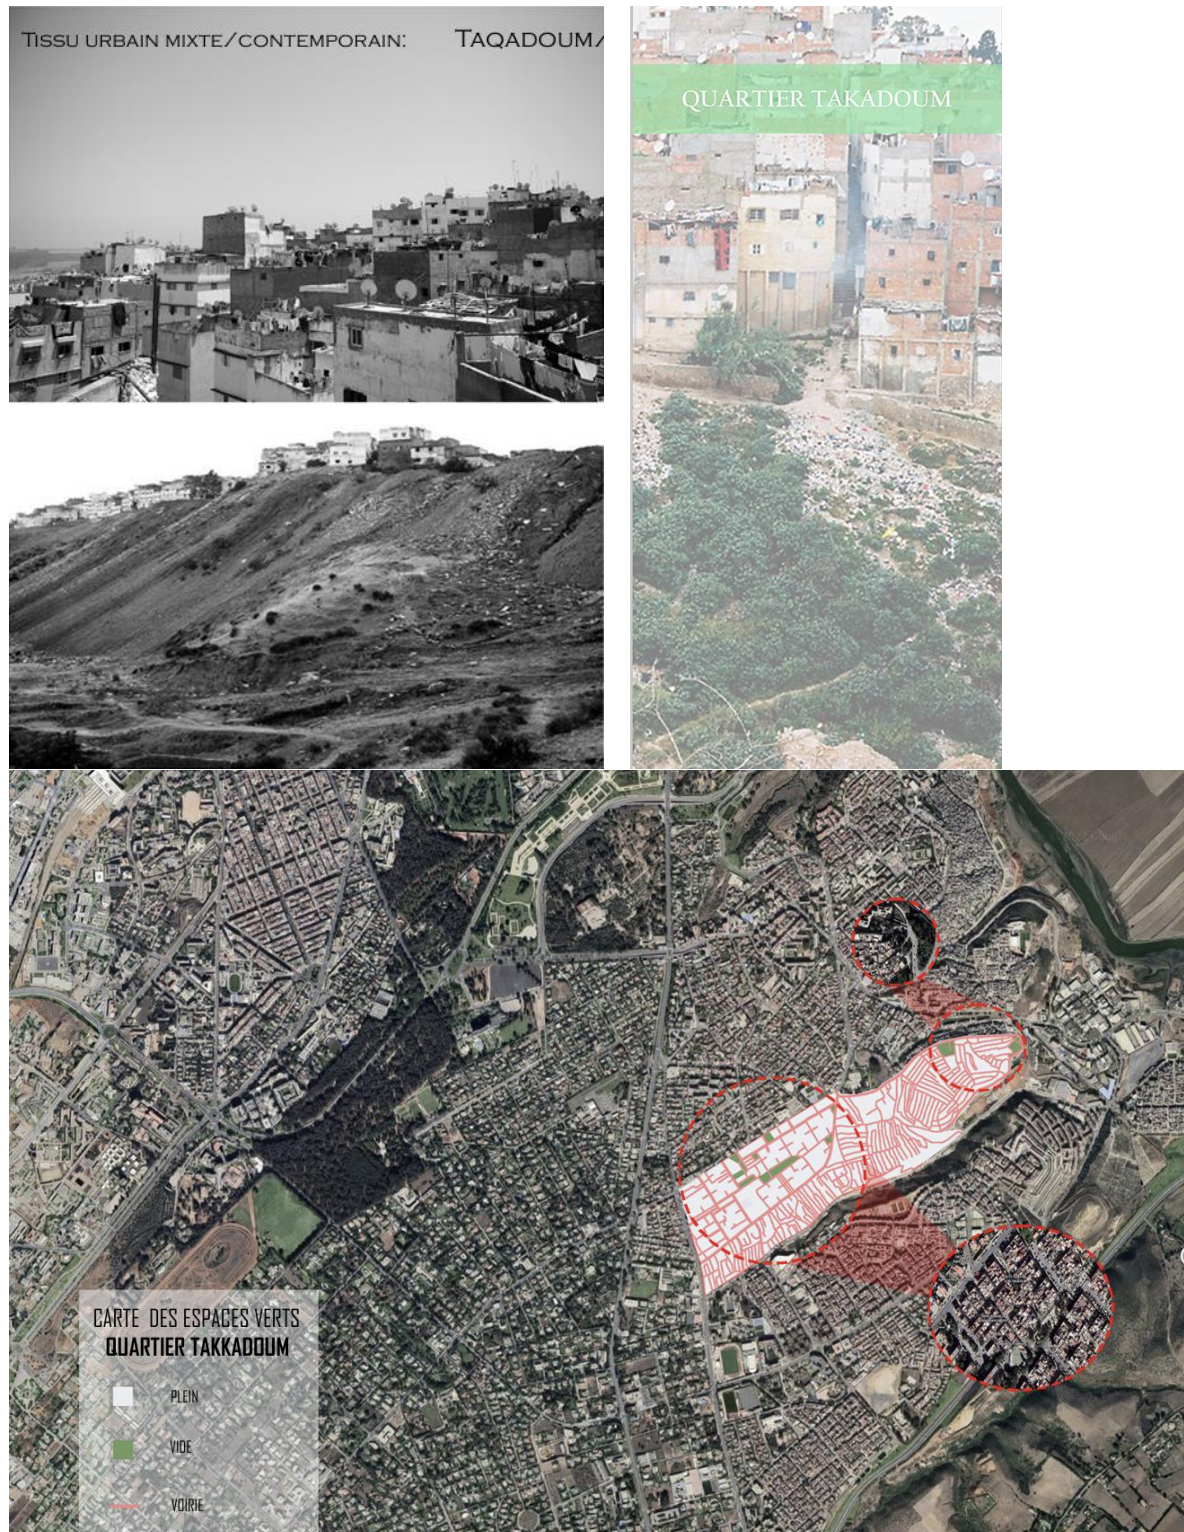 TISSU URBAIN MIXTE/CONTEMPORAIN: TAQADOUM/
QUARTIER TAKADOUM
CARTE DES ESPACES VERTS
QUARTIER TAKKADOUM
PLEIN
VIDE
VOIRIE